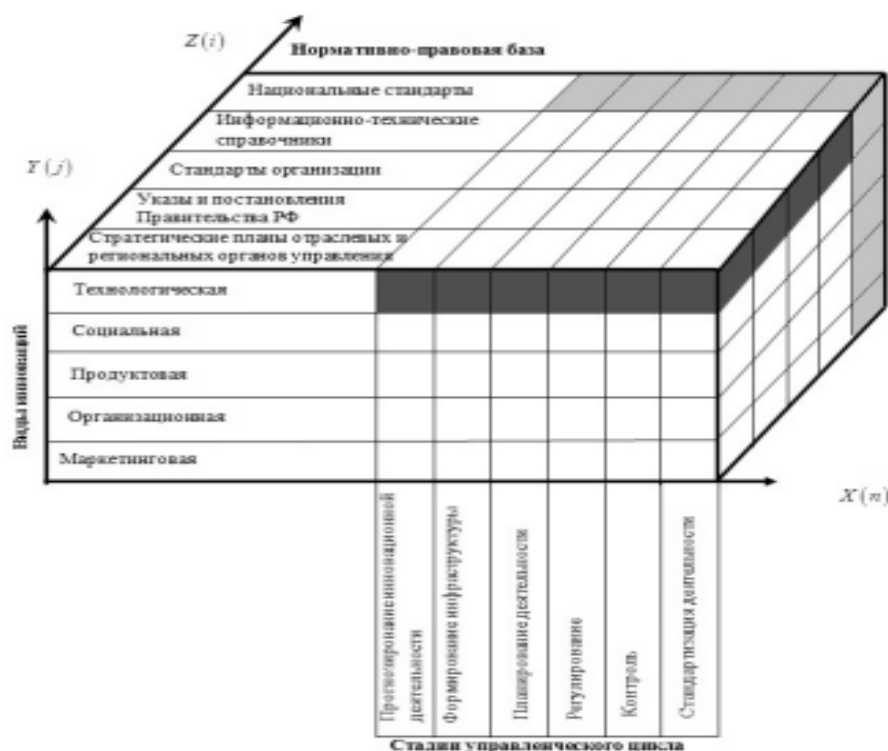 Z(i)
Нормативно-правовая база
Национальные стандарты
Информационно-технические
справочники
Y(j)
Стандарты организации
Указы и постановления
Правительства РФ
Стратегические планы отраслевых и
региональных органов управления
Технологическая
Социальная
Продуктовая
Организационная
Маркетинговая
Виды инноваций
X(n)
Прогнозирование инновационной
деятельности
Формирование инфраструктуры
Планирование деятельности
Регулирование
Контроль
Стандартизация деятельности
Стадии управленческого цикла